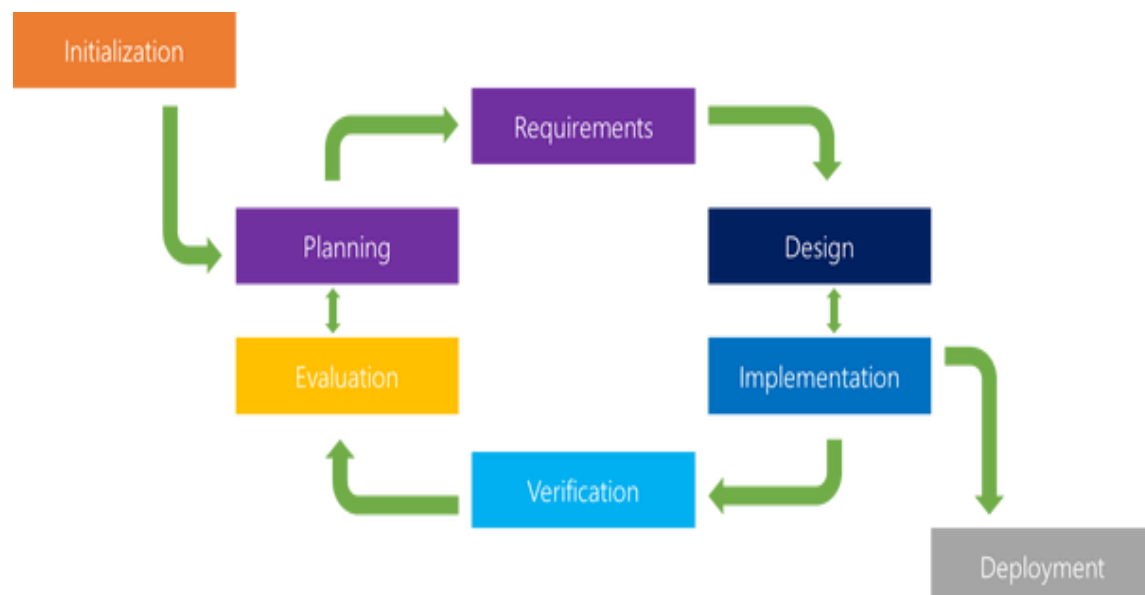 Initialization
Requirements
Planning
Design
Evaluation
Implementation
Verification
Deployment